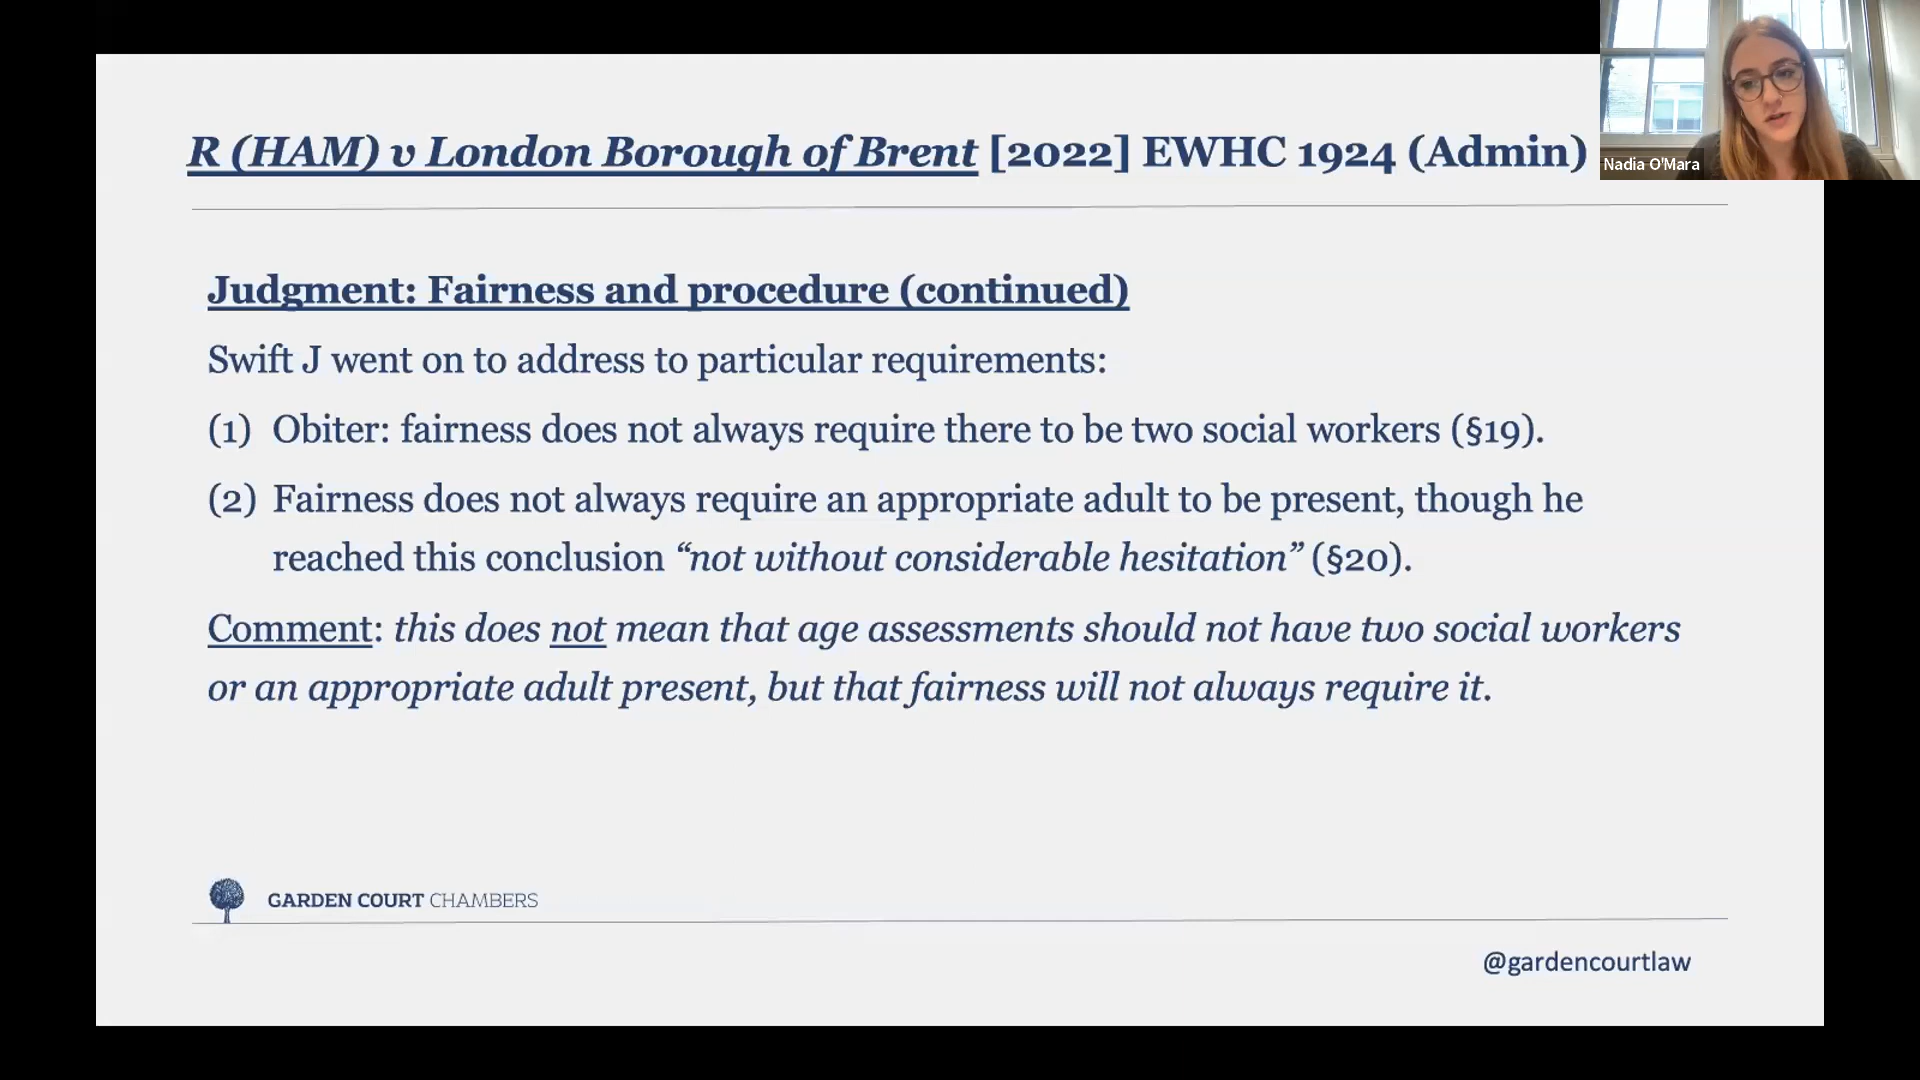 R (HAM) v London Borough of Brent [2022] EWHC 1924 (Admin)
Nadia O'Mara
Judgment: Fairness and procedure (continued)
Swift J went on to address to particular requirements:
(1) Obiter: fairness does not always require there to be two social workers (§19).
(2) Fairness does not always require an appropriate adult to be present, though he
reached this conclusion “not without considerable hesitation” (§20).
Comment: this does not mean that age assessments should not have two social workers
or an appropriate adult present, but that fairness will not always require it.
GARDEN COURT CHAMBERS
@gardencourtlaw